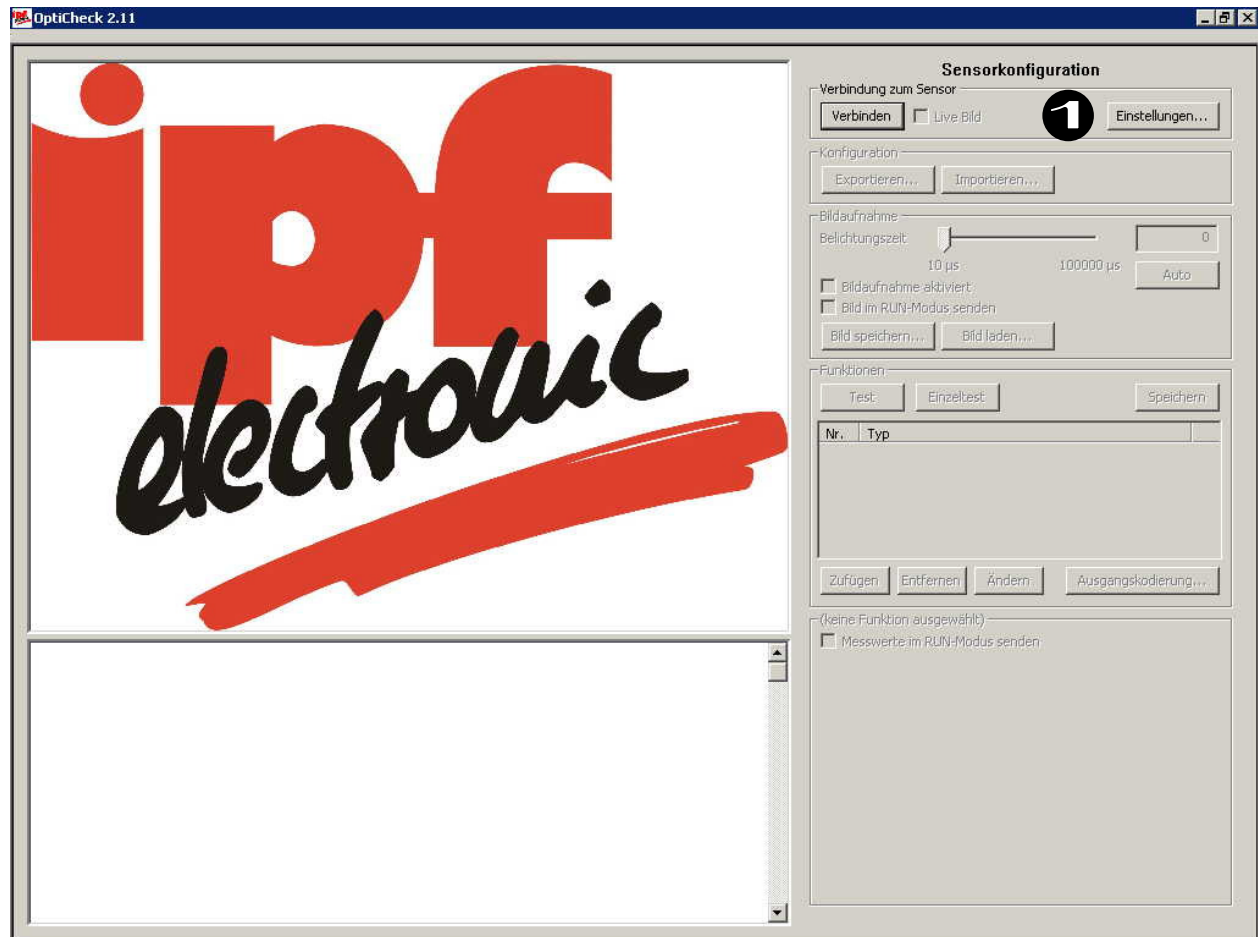 OptiCheck 2.11
ipf
electronic
Sensorkonfiguration
Verbindung zum Sensor
Verbinden
Live Bild
1
Einstellungen...
Konfiguration
Exportieren...
Importieren...
Bildaufnahme
Belichtungszeit
0
10 µs
100000 µs
Auto
Bildaufnahme aktiviert
Bild im RUN-Modus senden
Bild speichern...
Bild laden...
Funktionen
Test
Einzeltest
Speichern
Nr.
Typ
Zufügen
Entfernen
Ändern
Ausgangskodierung...
(keine Funktion ausgewählt)
Messwerte im RUN-Modus senden